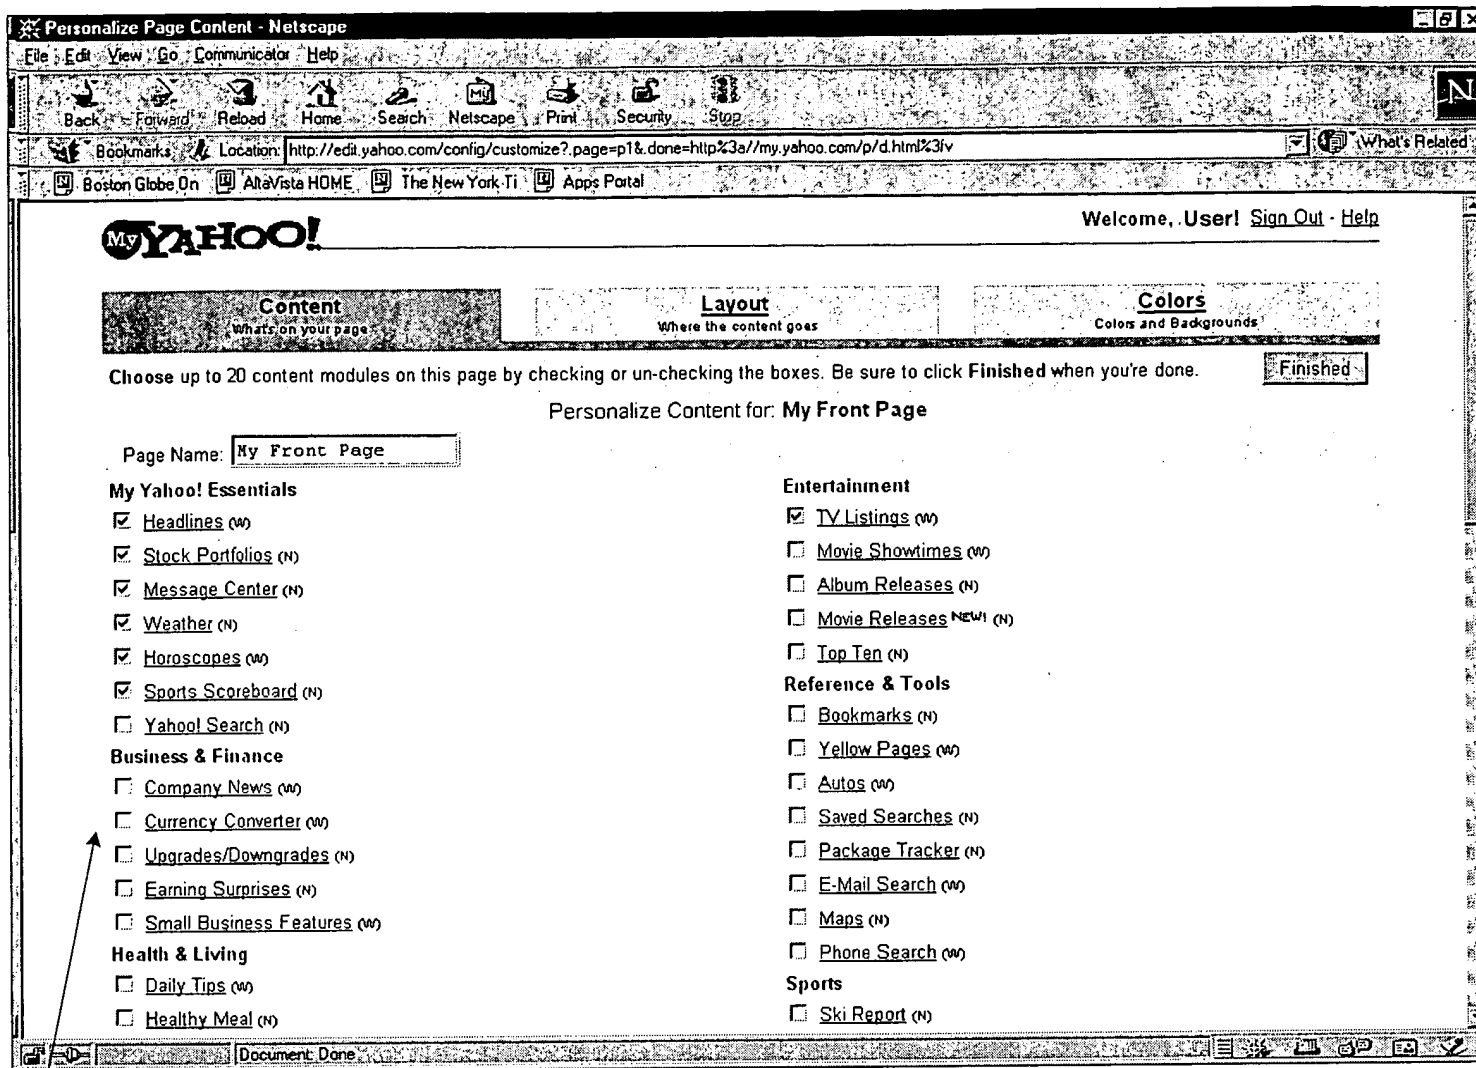 Personalize Page Content - Netscape
File Edit View Go Communicator Help
Back Forward Reload Home Search Netscape Print Security Stop
Bookmarks Location: http://edit.yahoo.com/config/customize?.page=p1&.done=http%3a//my.yahoo.com/p/d.html%3fv What's Related
Boston Globe On AltaVista HOME The New York Ti Apps Portal
My YAHOO!
Welcome, User! Sign Out - Help
Content
What's on your page
Layout
Where the content goes
Colors
Colors and Backgrounds
Choose up to 20 content modules on this page by checking or un-checking the boxes. Be sure to click Finished when you're done. Finished
Personalize Content for: My Front Page
Page Name: My Front Page
My Yahoo! Essentials
Headlines (W)
Stock Portfolios (N)
Message Center (N)
Weather (N)
Horoscopes (W)
Sports Scoreboard (N)
Yahoo! Search (N)
Business & Finance
Company News (W)
Currency Converter (W)
Upgrades/Downgrades (N)
Earning Surprises (N)
Small Business Features (W)
Health & Living
Daily Tips (W)
Healthy Meal (N)
Entertainment
TV Listings (W)
Movie Showtimes (W)
Album Releases (N)
Movie Releases NEW! (N)
Top Ten (N)
Reference & Tools
Bookmarks (N)
Yellow Pages (W)
Autos (W)
Saved Searches (N)
Package Tracker (N)
E-Mail Search (W)
Maps (N)
Phone Search (W)
Sports
Ski Report (N)
Document: Done